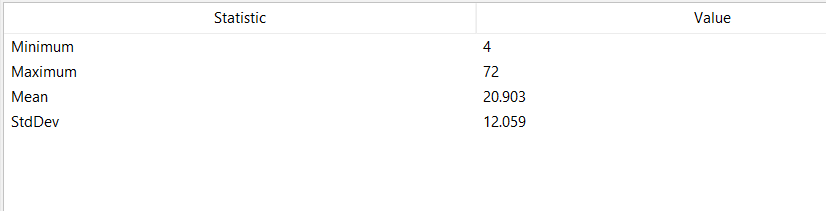 Statistic Value
Minimum 4
Maximum 72
Mean 20.903
StdDev 12.059